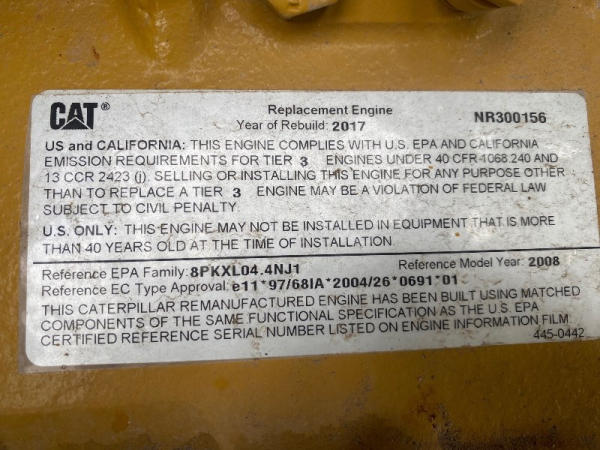 CAT®
Replacement Engine
NR300156
Year of Rebuild: 2017
US and CALIFORNIA: THIS ENGINE COMPLIES WITH U.S. EPA AND CALIFORNIA
EMISSION REQUIREMENTS FOR TIER 3 ENGINES UNDER 40 CFR 1068.240 AND
13 CCR 2423 (j). SELLING OR INSTALLING THIS ENGINE FOR ANY PURPOSE OTHER
THAN TO REPLACE A TIER 3 ENGINE MAY BE A VIOLATION OF FEDERAL LAW
SUBJECT TO CIVIL PENALTY.
U.S. ONLY: THIS ENGINE MAY NOT BE INSTALLED IN EQUIPMENT THAT IS MORE
THAN 40 YEARS OLD AT THE TIME OF INSTALLATION
Reference EPA Family: 8PKXL04.4NJ1 Reference Model Year: 2008
Reference EC Type Approval: e11*97/68IA*2004/26*0691*01
THIS CATERPILLAR REMANUFACTURED ENGINE HAS BEEN BUILT USING MATCHED
COMPONENTS OF THE SAME FUNCTIONAL SPECIFICATION AS THE U.S. EPA
CERTIFIED REFERENCE SERIAL NUMBER LISTED ON ENGINE INFORMATION FILM
445-0442